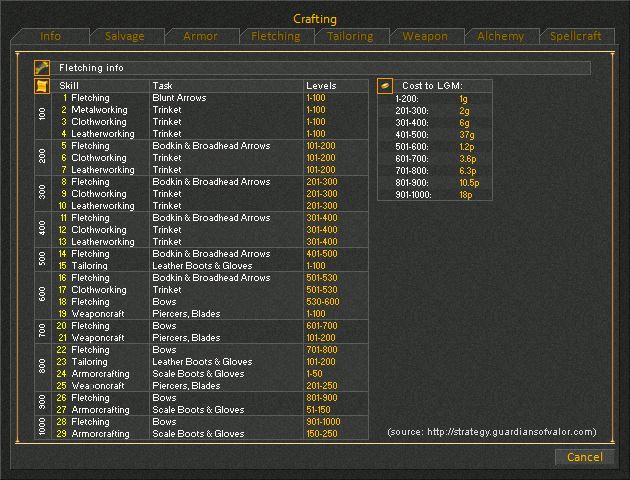 Crafting
Info Salvage Armor Fletching Tailoring Weapon Alchemy Spellcraft
Fletching info
Skill Task Levels Cost to LGM:
1 Fletching Blunt Arrows 1-100 1-200: 1g
2 Metalworking Trinket 1-100 201-300: 2g
100 3 Clothworking Trinket 1-100 301-400: 6g
4 Leatherworking Trinket 1-100 401-500: 37g
5 Fletching Bodkin & Broadhead Arrows 101-200 501-600: 1.2p
200 6 Clothworking Trinket 101-200 601-700: 3.6p
7 Leatherworking Trinket 101-200 701-800: 6.3p
8 Fletching Bodkin & Broadhead Arrows 201-300 801-900: 10.5p
300 9 Clothworking Trinket 201-300 901-1000: 18p
10 Leatherworking Trinket 201-300
11 Fletching Bodkin & Broadhead Arrows 301-400
400 12 Clothworking Trinket 301-400
13 Leatherworking Trinket 301-400
500 14 Fletching Bodkin & Broadhead Arrows 401-500
15 Tailoring Leather Boots & Gloves 1-100
16 Fletching Bodkin & Broadhead Arrows 501-530
600 17 Clothworking Trinket 501-530
18 Fletching Bows 530-600
19 Weaponcraft Piercers, Blades 1-100
700 20 Fletching Bows 601-700
21 Weaponcraft Piercers, Blades 101-200
22 Fletching Bows 701-800
800 23 Tailoring Leather Boots & Gloves 101-200
24 Armorcrafting Scale Boots & Gloves 1-50
25 Weaponcraft Piercers, Blades 201-250
900 26 Fletching Bows 801-900
27 Armorcrafting Scale Boots & Gloves 51-150
1000 28 Fletching Bows 901-1000
29 Armorcrafting Scale Boots & Gloves 150-250
(source: http://strategy.guardiansofvalor.com)
Cancel